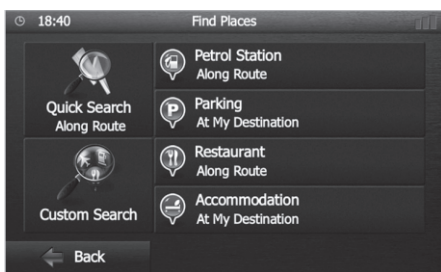 18:40 Find Places
Quick Search
Along Route
Custom Search
Petrol Station
Along Route
P Parking
At My Destination
Restaurant
Along Route
Accommodation
At My Destination
Back